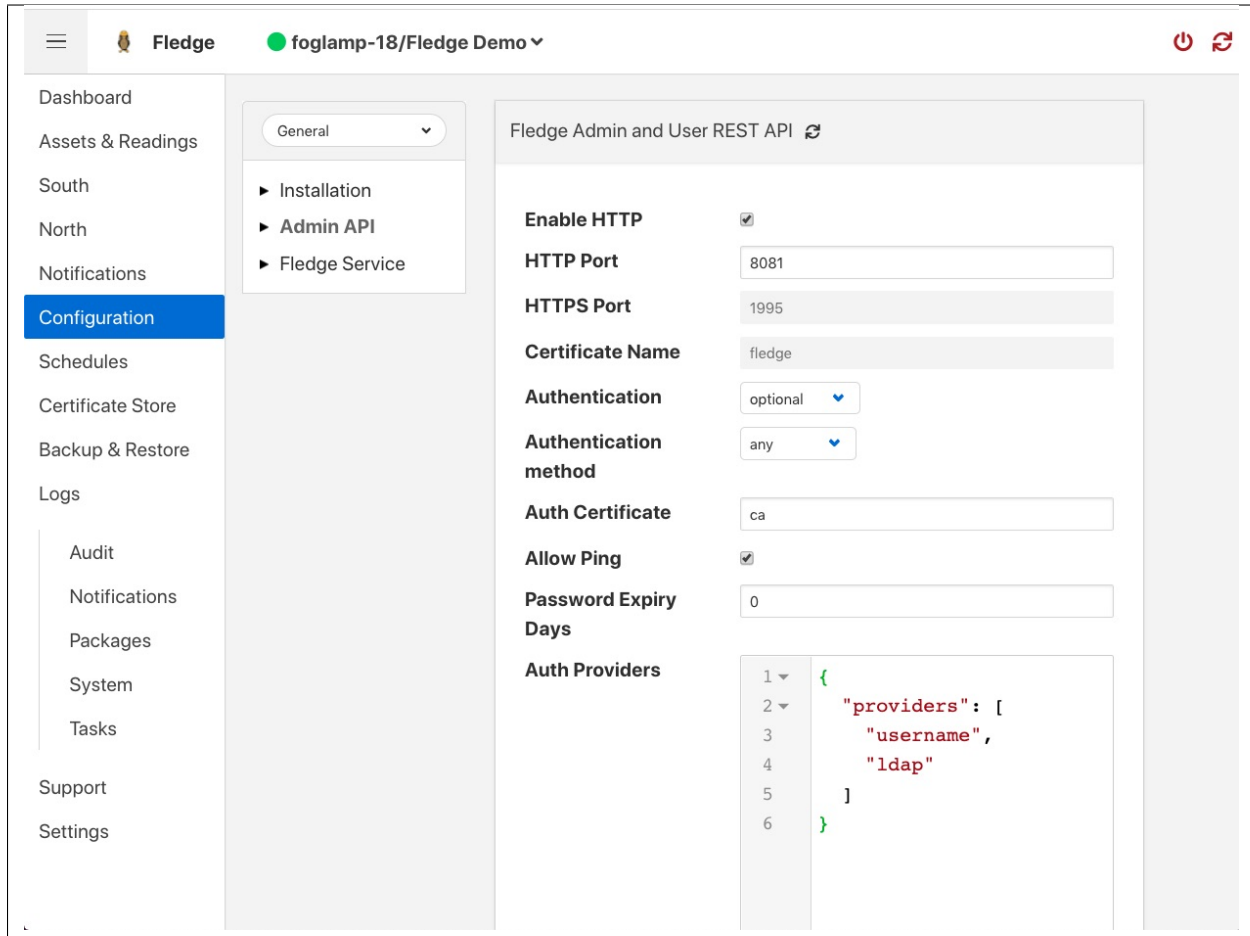 Fledge
foglamp-18/Fledge Demo
Dashboard
Assets & Readings
South
North
Notifications
Configuration
Schedules
Certificate Store
Backup & Restore
Logs
Audit
Notifications
Packages
System
Tasks
Support
Settings
General
Installation
Admin API
Fledge Service
Fledge Admin and User REST API
Enable HTTP
HTTP Port
8081
HTTPS Port
1995
Certificate Name
fledge
Authentication
optional
Authentication
method
any
Auth Certificate
ca
Allow Ping
Password Expiry
Days
0
Auth Providers
1 {
2 "providers": [
3 "username",
4 "ldap"
5 ]
6 }